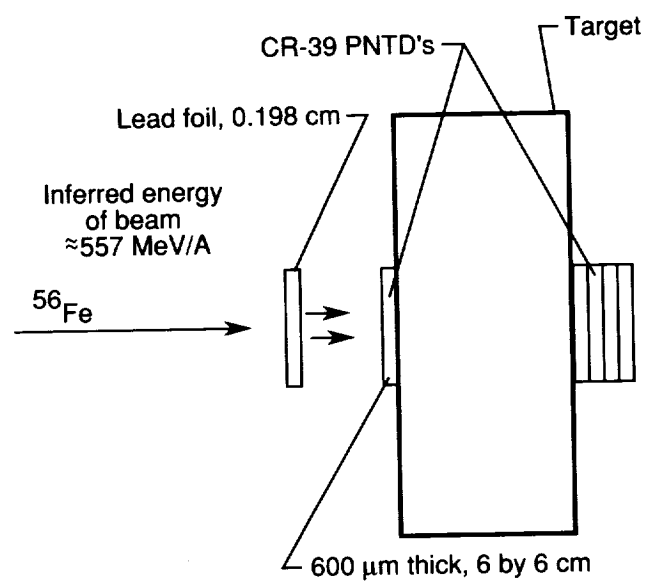 Target
CR-39 PNTD's
Lead foil, 0.198 cm
Inferred energy
of beam
≈557 MeV/A
56Fe
600 μm thick, 6 by 6 cm